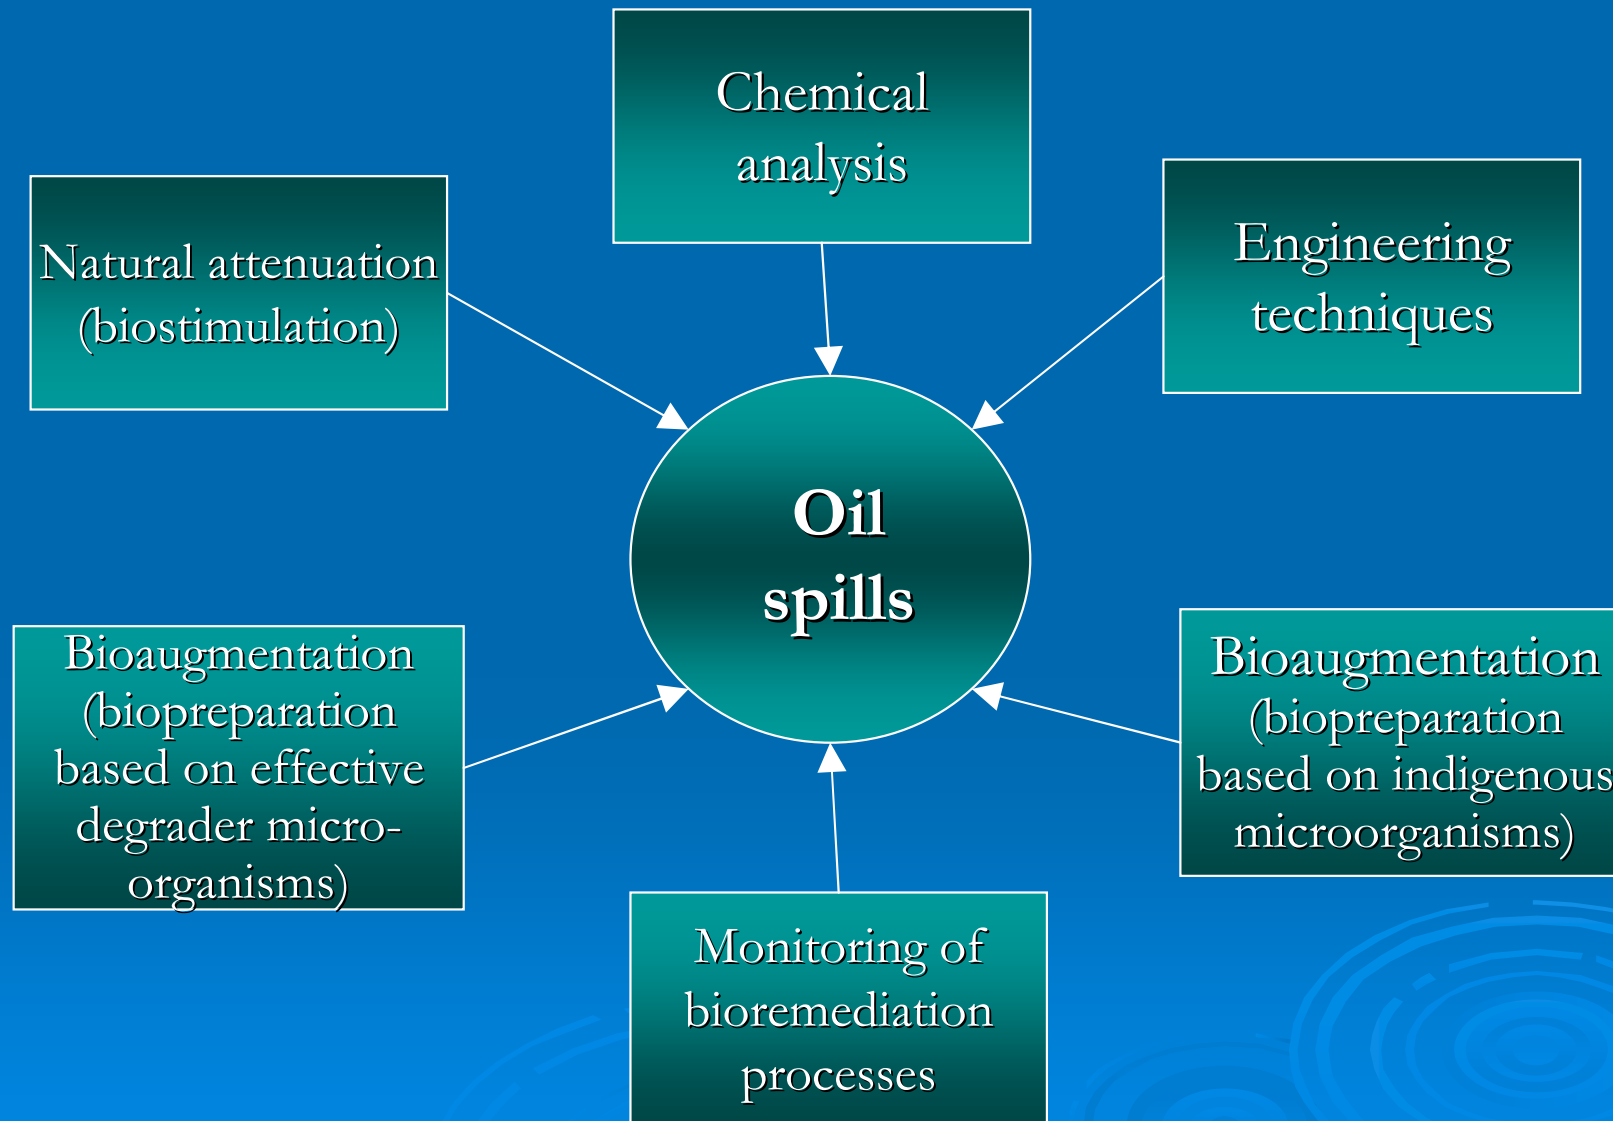 Chemical
analysis
Natural attenuation
(biostimulation)
Engineering
techniques
Oil
spills
Bioaugmentation
(biopreparation
based on effective
degrader micro-
organisms)
Bioaugmentation
(biopreparation
based on indigenous
microorganisms)
Monitoring of
bioremediation
processes